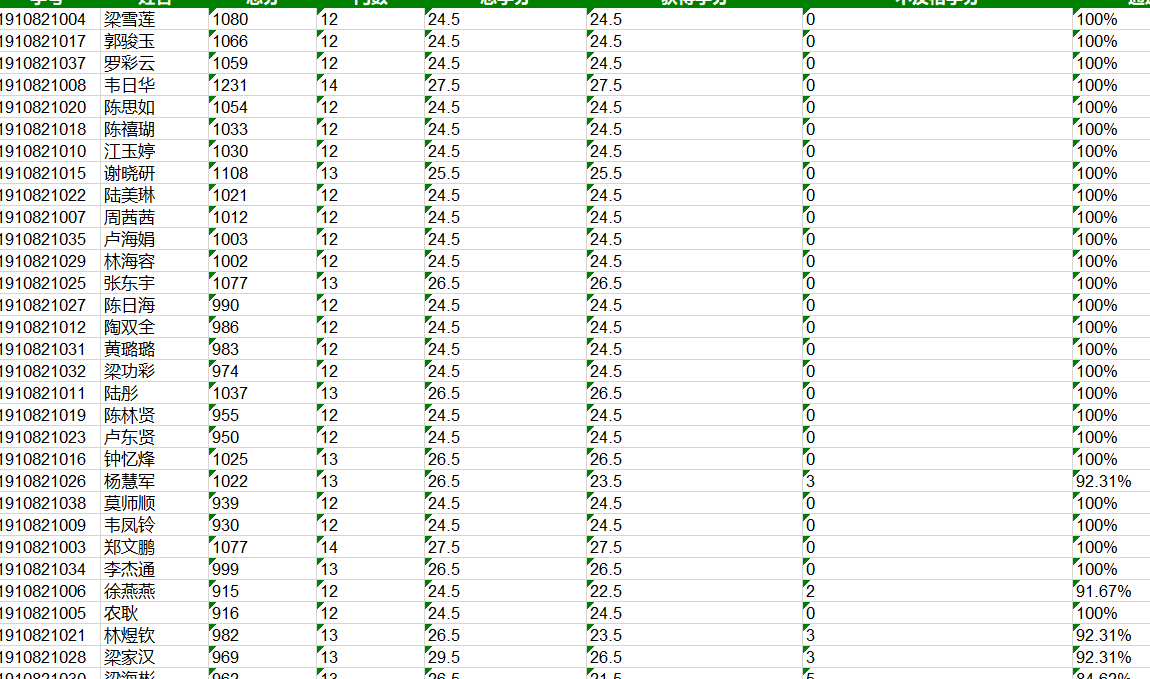 学号 姓名 总分 门数 总学分 获得学分 不及格学分 通过
1910821004 梁雪莲 1080 12 24.5 24.5 0 100%
1910821017 郭骏玉 1066 12 24.5 24.5 0 100%
1910821037 罗彩云 1059 12 24.5 24.5 0 100%
1910821008 韦日华 1231 14 27.5 27.5 0 100%
1910821020 陈思如 1054 12 24.5 24.5 0 100%
1910821018 陈禧瑚 1033 12 24.5 24.5 0 100%
1910821010 江玉婷 1030 12 24.5 24.5 0 100%
1910821015 谢晓研 1108 13 25.5 25.5 0 100%
1910821022 陆美琳 1021 12 24.5 24.5 0 100%
1910821007 周茜茜 1012 12 24.5 24.5 0 100%
1910821035 卢海娟 1003 12 24.5 24.5 0 100%
1910821029 林海容 1002 12 24.5 24.5 0 100%
1910821025 张东宇 1077 13 26.5 26.5 0 100%
1910821027 陈日海 990 12 24.5 24.5 0 100%
1910821012 陶双全 986 12 24.5 24.5 0 100%
1910821031 黄璐璐 983 12 24.5 24.5 0 100%
1910821032 梁功彩 974 12 24.5 24.5 0 100%
1910821011 陆彤 1037 13 26.5 26.5 0 100%
1910821019 陈林贤 955 12 24.5 24.5 0 100%
1910821023 卢东贤 950 12 24.5 24.5 0 100%
1910821016 钟忆烽 1025 13 26.5 26.5 0 100%
1910821026 杨慧军 1022 13 26.5 23.5 3 92.31%
1910821038 莫师顺 939 12 24.5 24.5 0 100%
1910821009 韦凤铃 930 12 24.5 24.5 0 100%
1910821003 郑文鹏 1077 14 27.5 27.5 0 100%
1910821034 李杰通 999 13 26.5 26.5 0 100%
1910821006 徐燕燕 915 12 24.5 22.5 2 91.67%
1910821005 农耿 916 12 24.5 24.5 0 100%
1910821021 林煜钦 982 13 26.5 23.5 3 92.31%
1910821028 梁家汉 969 13 29.5 26.5 3 92.31%
1910821030 梁海彬 962 13 26.5 21.5 5 84.62%